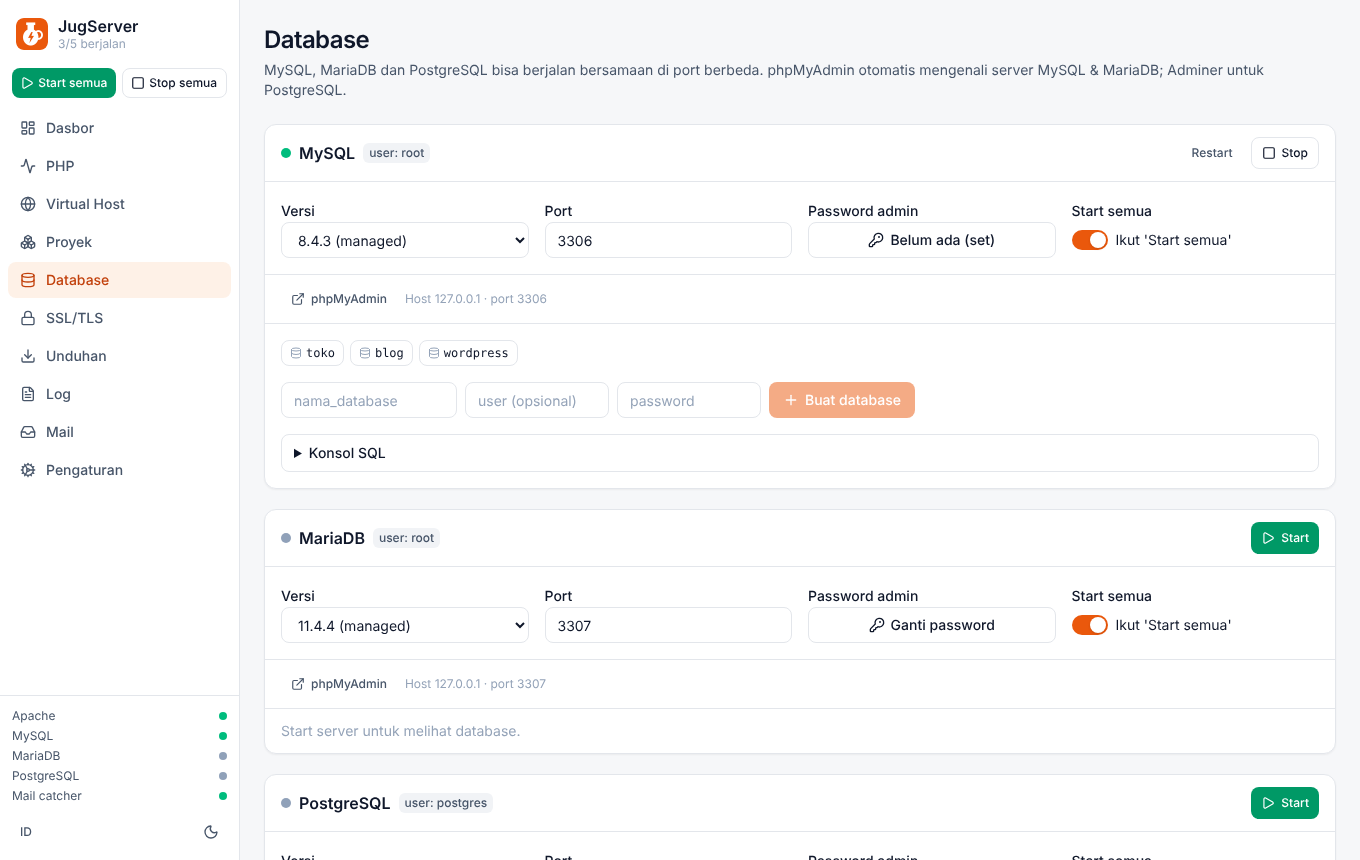 JugServer
3/5 berjalan
Start semua
Stop semua
Dasbor
PHP
Virtual Host
Proyek
Database
SSL/TLS
Unduhan
Log
Mail
Pengaturan
Apache
MySQL
MariaDB
PostgreSQL
Mail catcher
ID
Database
MySQL, MariaDB dan PostgreSQL bisa berjalan bersamaan di port berbeda. phpMyAdmin otomatis mengenali server MySQL & MariaDB; Adminer untuk
PostgreSQL.
MySQL user: root Restart Stop
Versi Port Password admin Start semua
8.4.3 (managed) 3306 Belum ada (set) Ikut 'Start semua'
phpMyAdmin Host 127.0.0.1 · port 3306
toko blog wordpress
nama_database user (opsional) password + Buat database
Konsol SQL
MariaDB user: root Start
Versi Port Password admin Start semua
11.4.4 (managed) 3307 Ganti password Ikut 'Start semua'
phpMyAdmin Host 127.0.0.1 · port 3307
Start server untuk melihat database.
PostgreSQL user: postgres Start
Versi Port Password admin Start semua